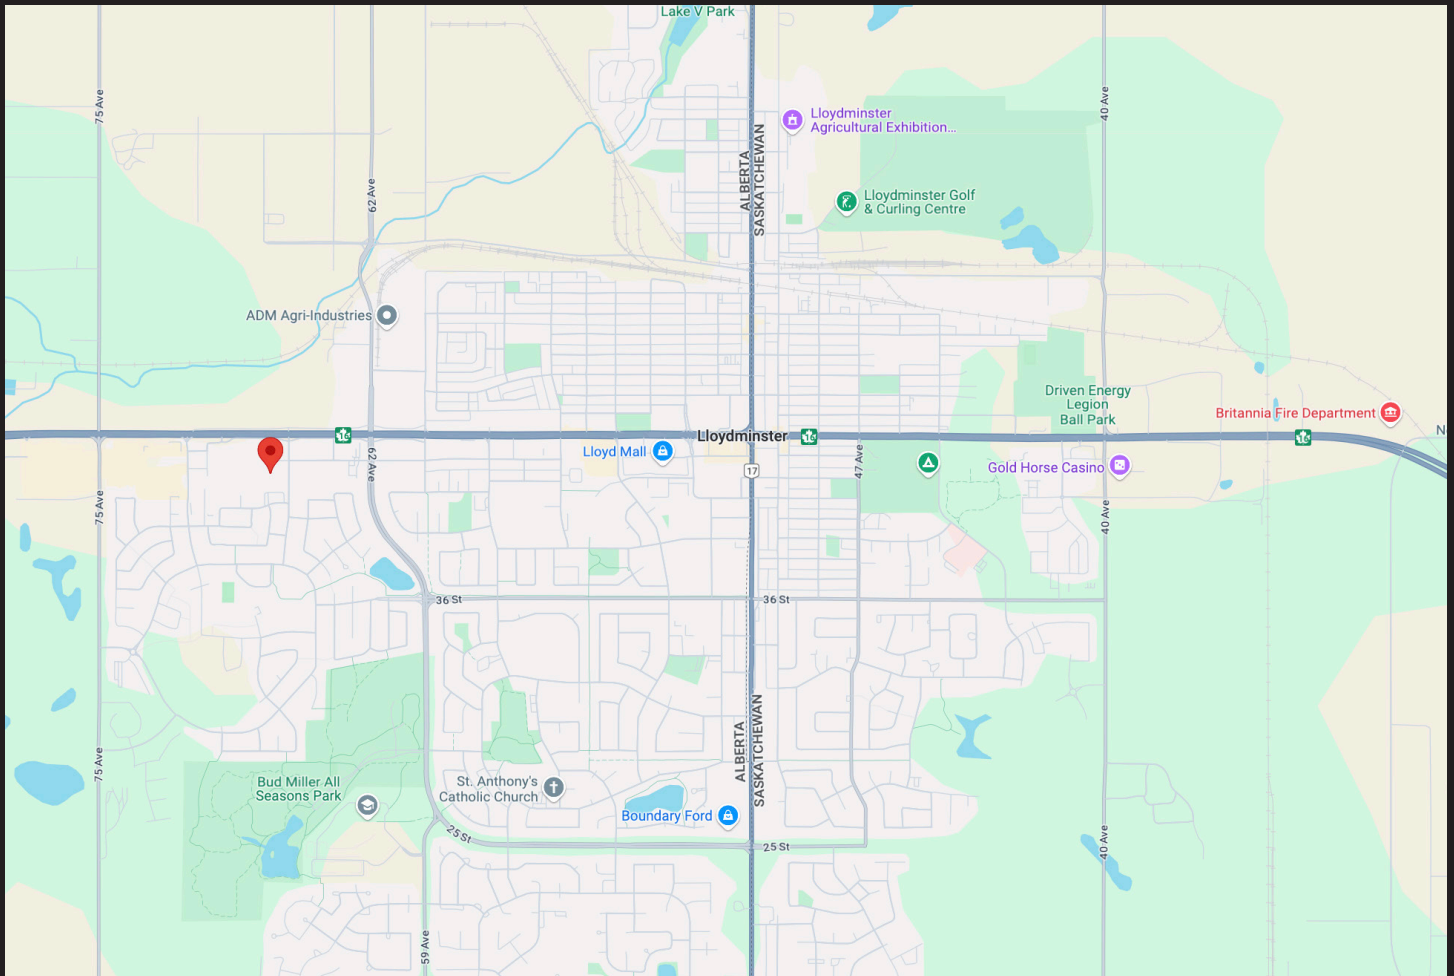 Lake V Park
75 Ave
40 Ave
Lloydminster
Agricultural Exhibition...
ALBERTA
SASKATCHEWAN
62 Ave
Lloydminster Golf
& Curling Centre
ADM Agri-Industries
Driven Energy
Legion
Ball Park
Britannia Fire Department
16
Lloydminster
16
16
Lloyd Mall
62 Ave
17
47 Ave
Gold Horse Casino
75 Ave
40 Ave
36 St
36 St
ALBERTA
SASKATCHEWAN
75 Ave
Bud Miller All
Seasons Park
St. Anthony's
Catholic Church
Boundary Ford
25 St
25 St
40 Ave
59 Ave